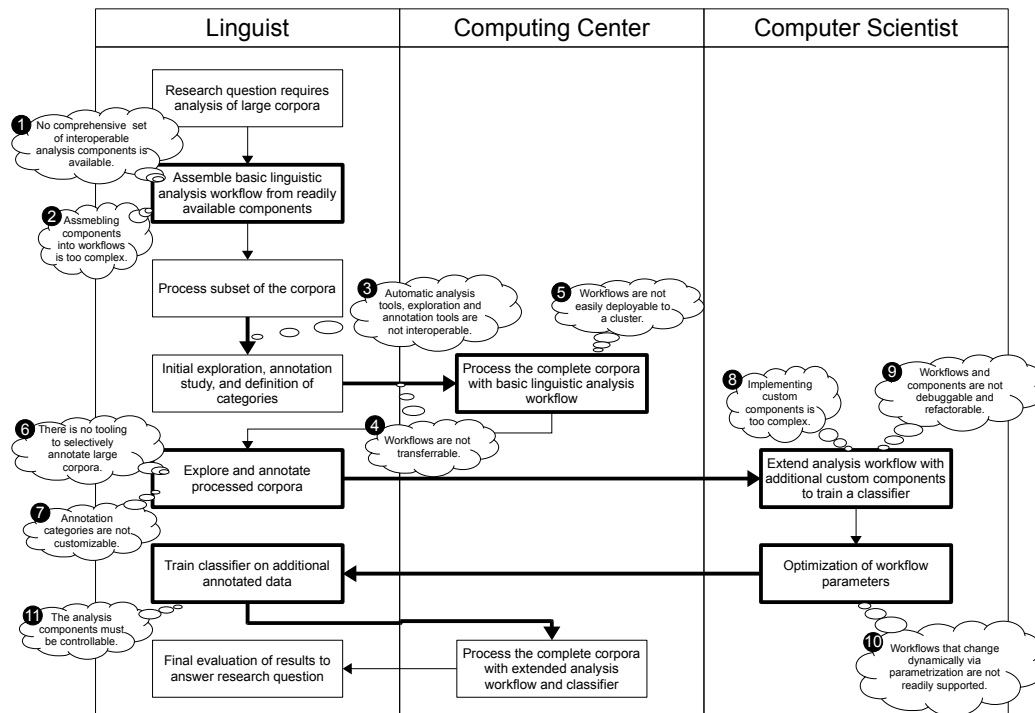 Linguist
Computing Center
Computer Scientist
Research question requires
analysis of large corpora
1
No comprehensive set
of interoperable
analysis components is
available.
Assemble basic linguistic
analysis workflow from readily
available components
2
Assmebling
components
into workflows
is too complex.
Process subset of the corpora
3
Automatic analysis
tools, exploration and
annotation tools are
not interoperable.
5
Workflows are not
easily deployable to
a cluster.
Initial exploration, annotation
study, and definition of
categories
Process the complete corpora
with basic linguistic analysis
workflow
8
Implementing
custom
components is
too complex.
9
Workflows and
components are not
debuggable and
refactorable.
6
There is no tooling
to selectively
annotate large
corpora.
4
Workflows are not
transferrable.
Explore and annotate
processed corpora
Extend analysis workflow with
additional custom components
to train a classifier
7
Annotation
categories are not
customizable.
Train classifier on additional
annotated data
Optimization of workflow
parameters
11
The analysis
components must
be controllable.
Final evaluation of results to
answer research question
Process the complete corpora
with extended analysis
workflow and classifier
10
Workflows that change
dynamically via
parametrization are not
readily supported.